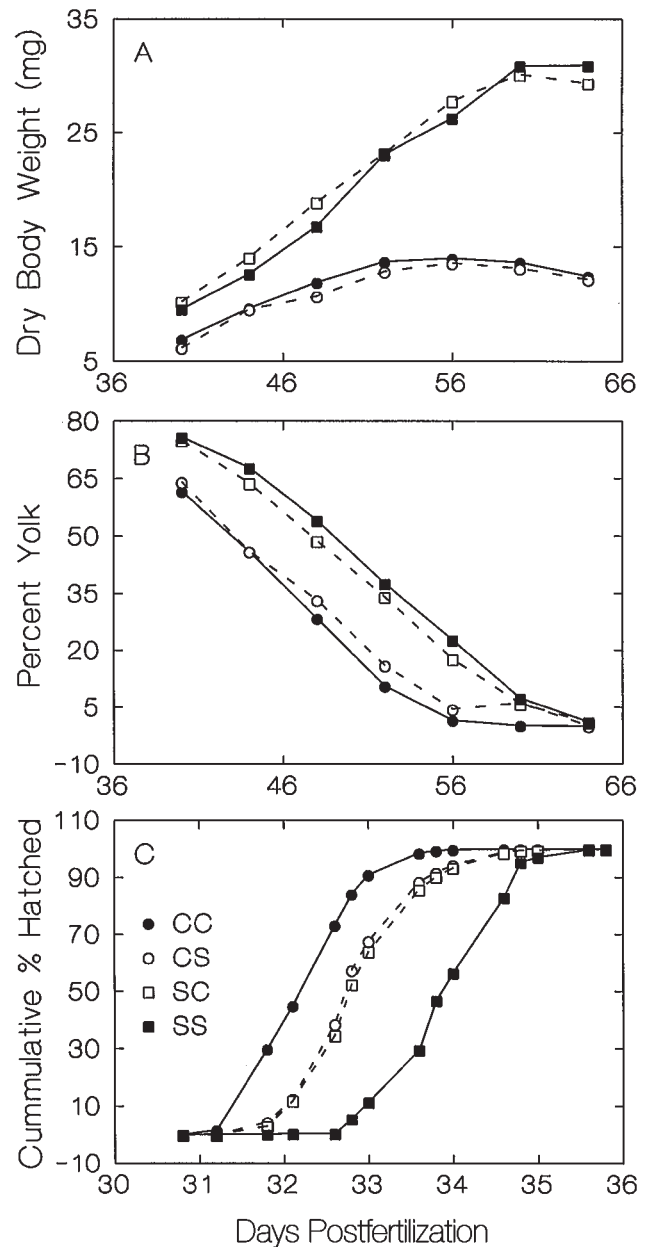 35
A
25
15
5
Dry Body Weight (mg)
36 46 56 66
80
B
65
50
35
20
5
-10
Percent Yolk
36 46 56 66
110
C
90
70
50
30
10
-10
Cummulative % Hatched
CC
CS
SC
SS
30 31 32 33 34 35 36
Days Postfertilization